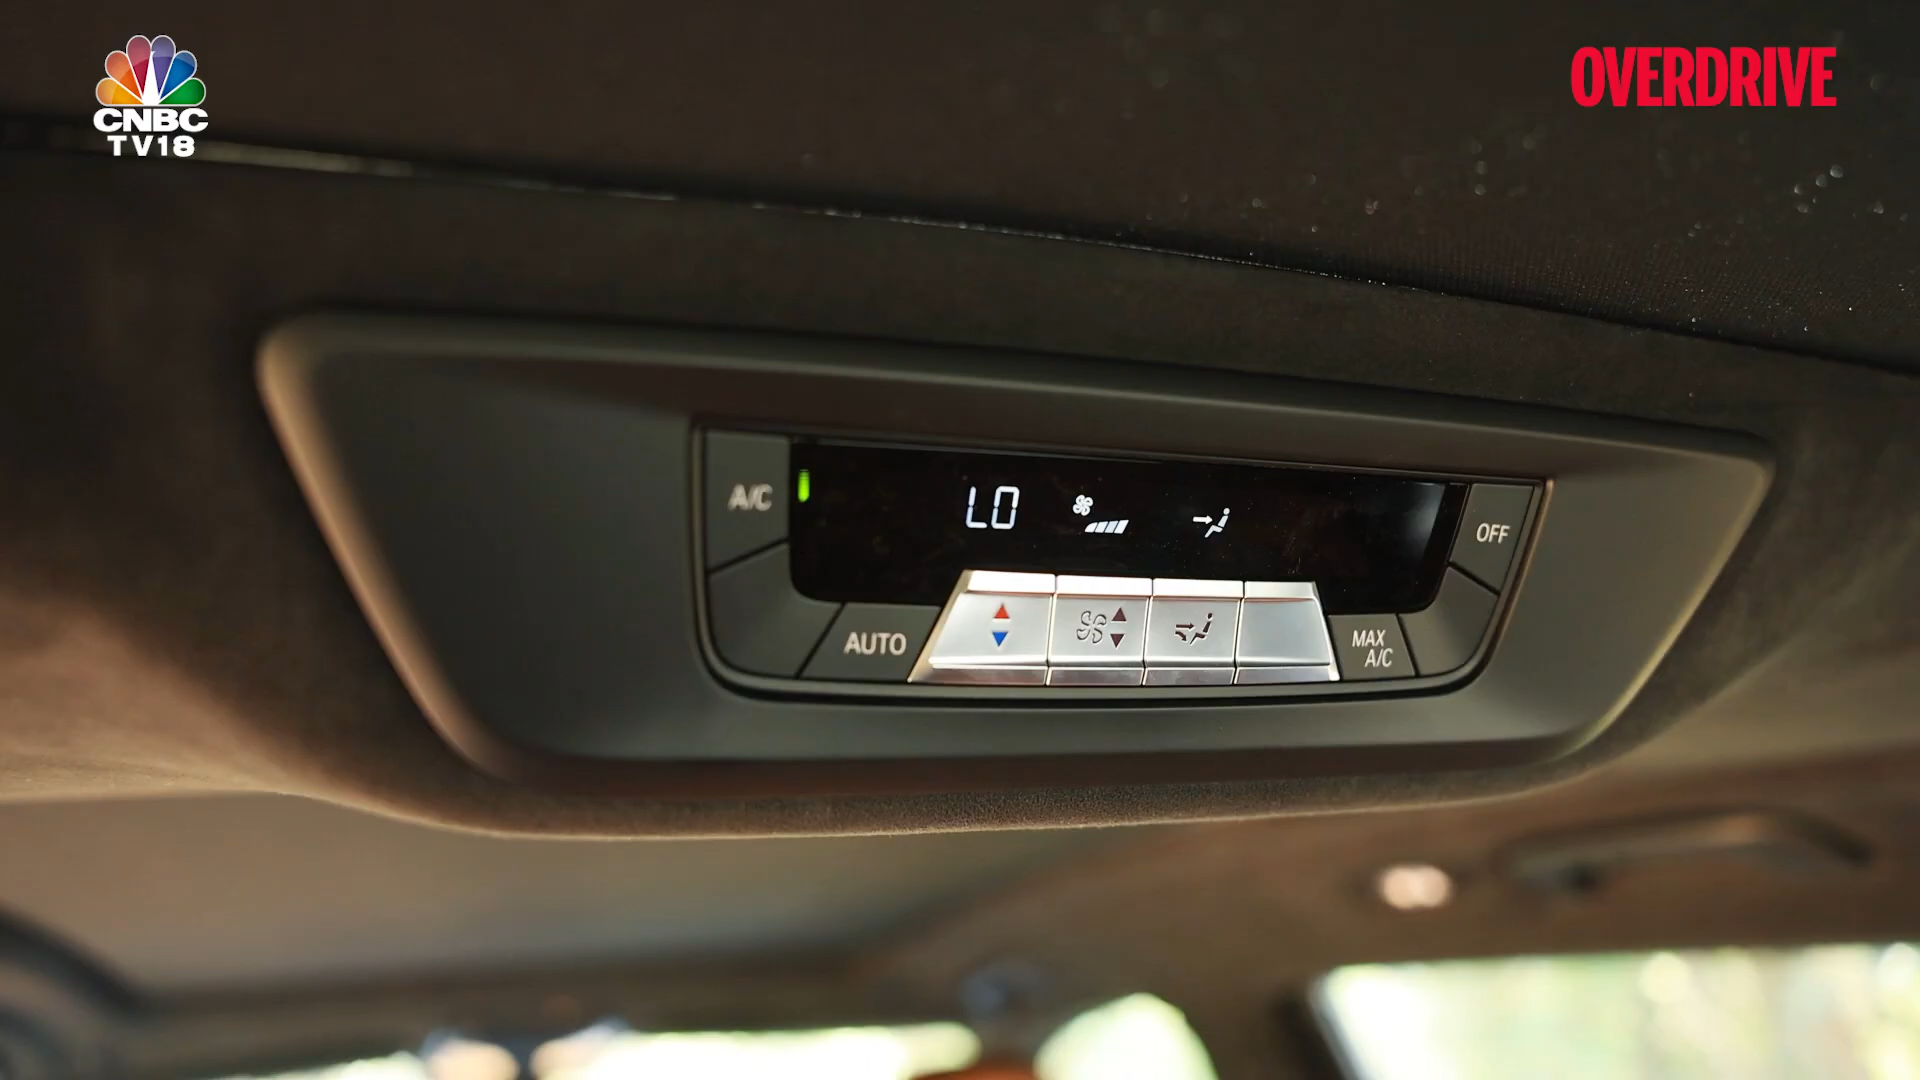 CNBC
TV18
OVERDRIVE
A/C
LO
OFF
AUTO
MAX
A/C